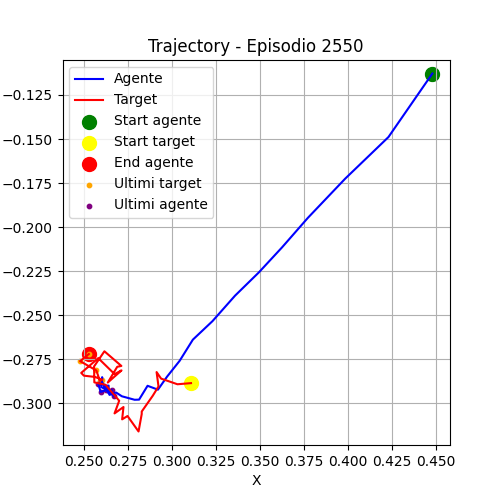 Trajectory - Episodio 2550
Agente
Target
Start agente
Start target
End agente
Ultimi target
Ultimi agente
−0.125
−0.150
−0.175
−0.200
−0.225
−0.250
−0.275
−0.300
0.250 0.275 0.300 0.325 0.350 0.375 0.400 0.425 0.450
X